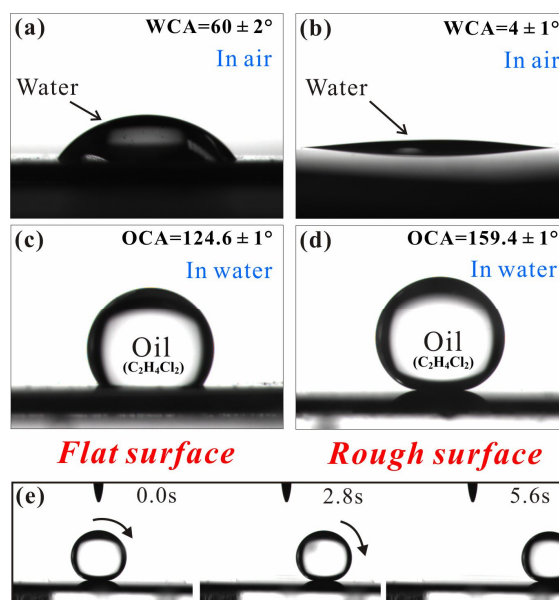 (a)
WCA=60 ± 2°
In air
Water
(b)
WCA=4 ± 1°
In air
Water
(c)
OCA=124.6 ± 1°
In water
Oil
(C₂H₄Cl₂)
(d)
OCA=159.4 ± 1°
In water
Oil
(C₂H₄Cl₂)
Flat surface
Rough surface
(e)
0.0s
2.8s
5.6s